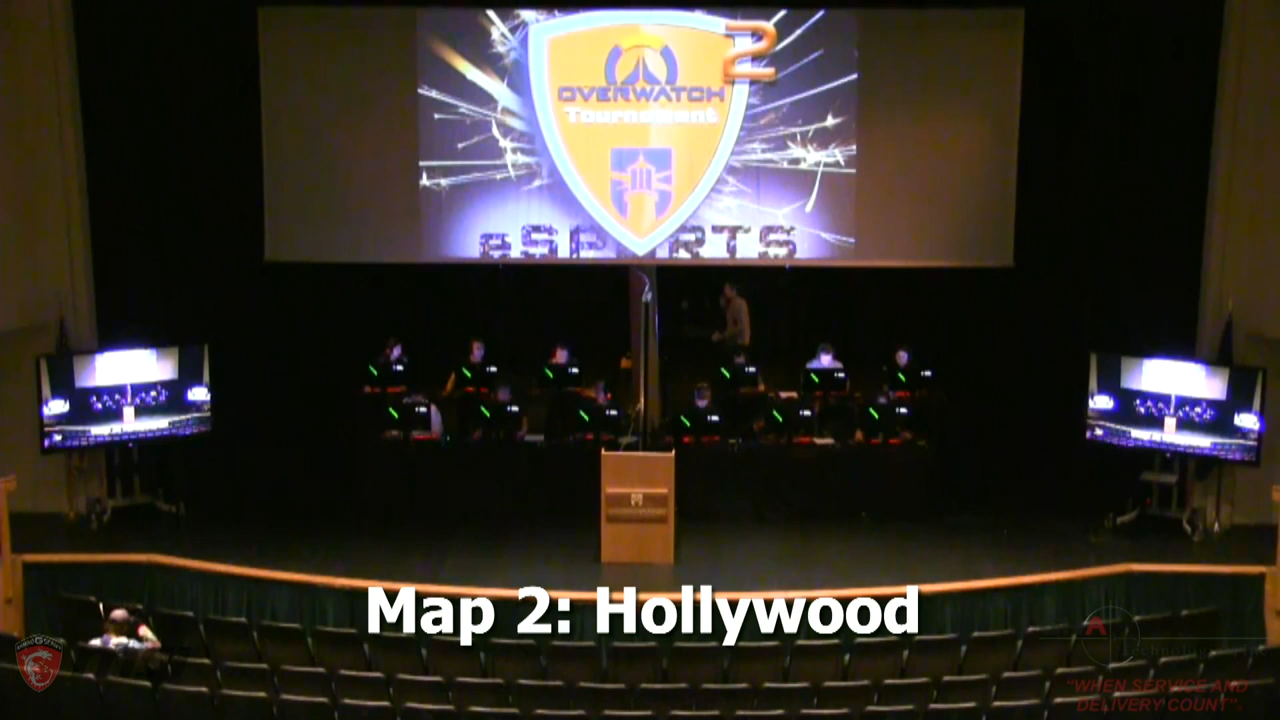 2
OVERWATCH
Tournament
eSPORTS
Map 2: Hollywood
"WHEN SERVICE AND
DELIVERY COUNT"